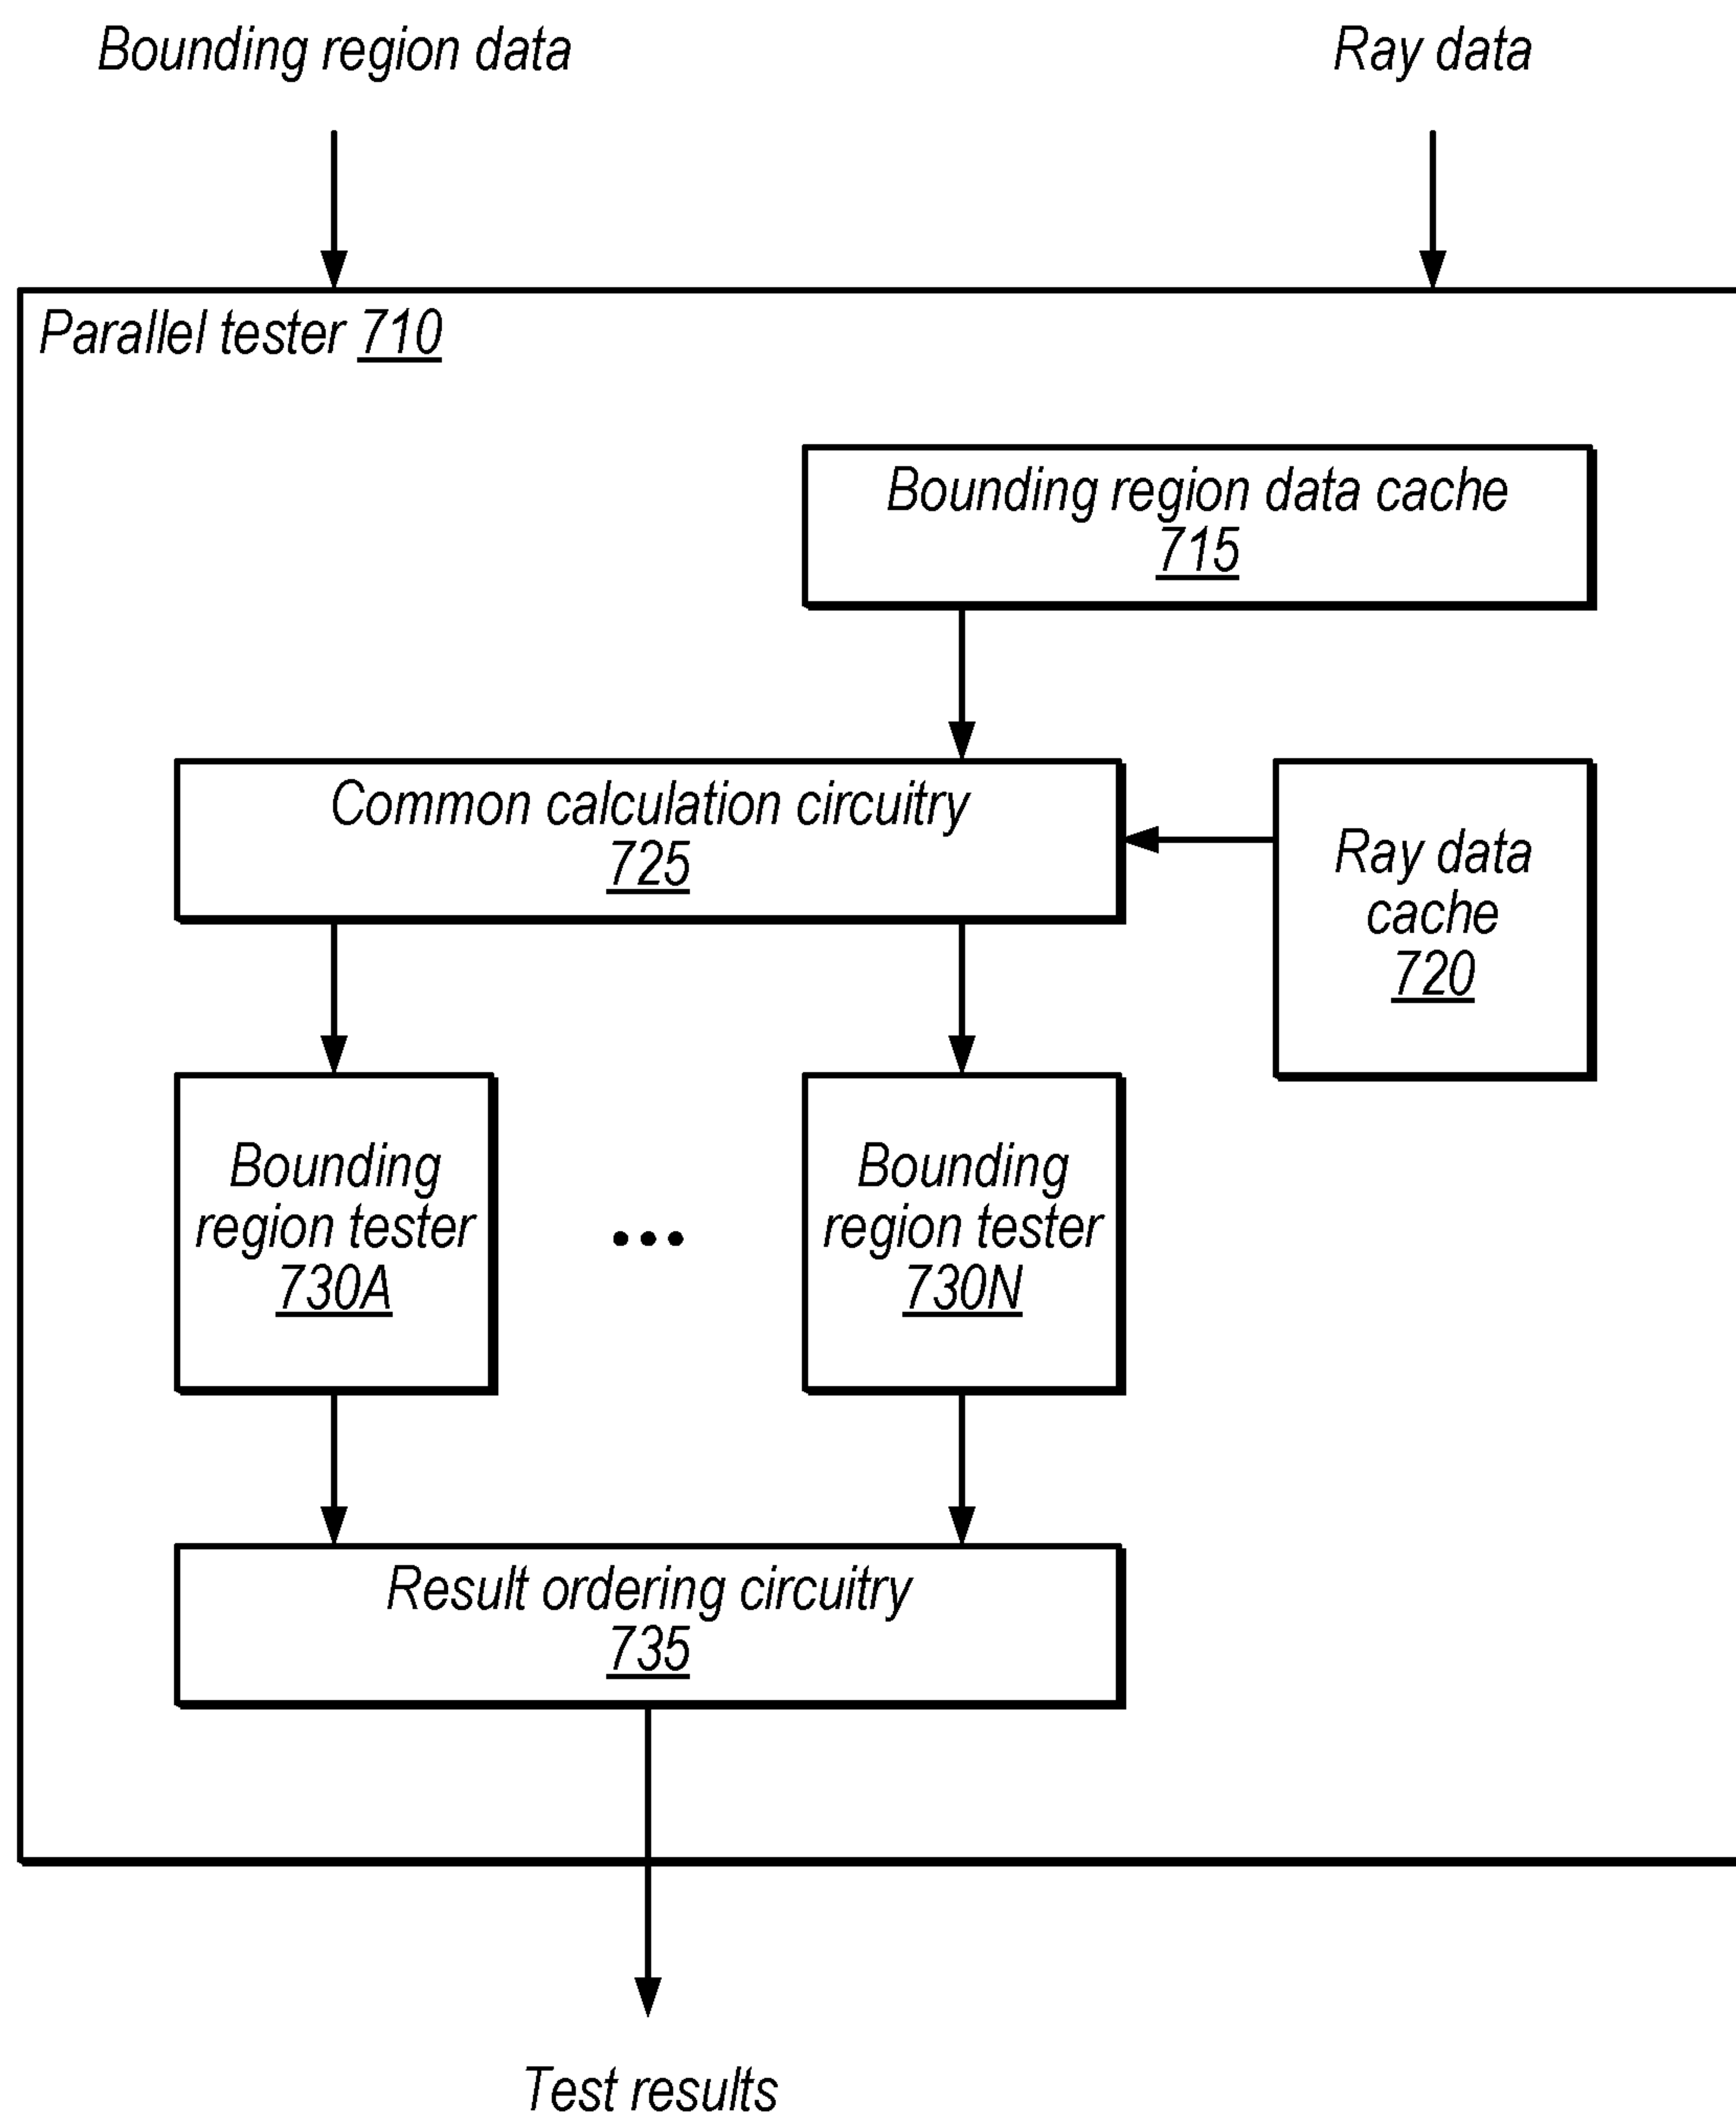 Bounding region data
Ray data
Parallel tester 710
Bounding region data cache
715
Common calculation circuitry
725
Ray data
cache
720
Bounding
region tester
730A
...
Bounding
region tester
730N
Result ordering circuitry
735
Test results